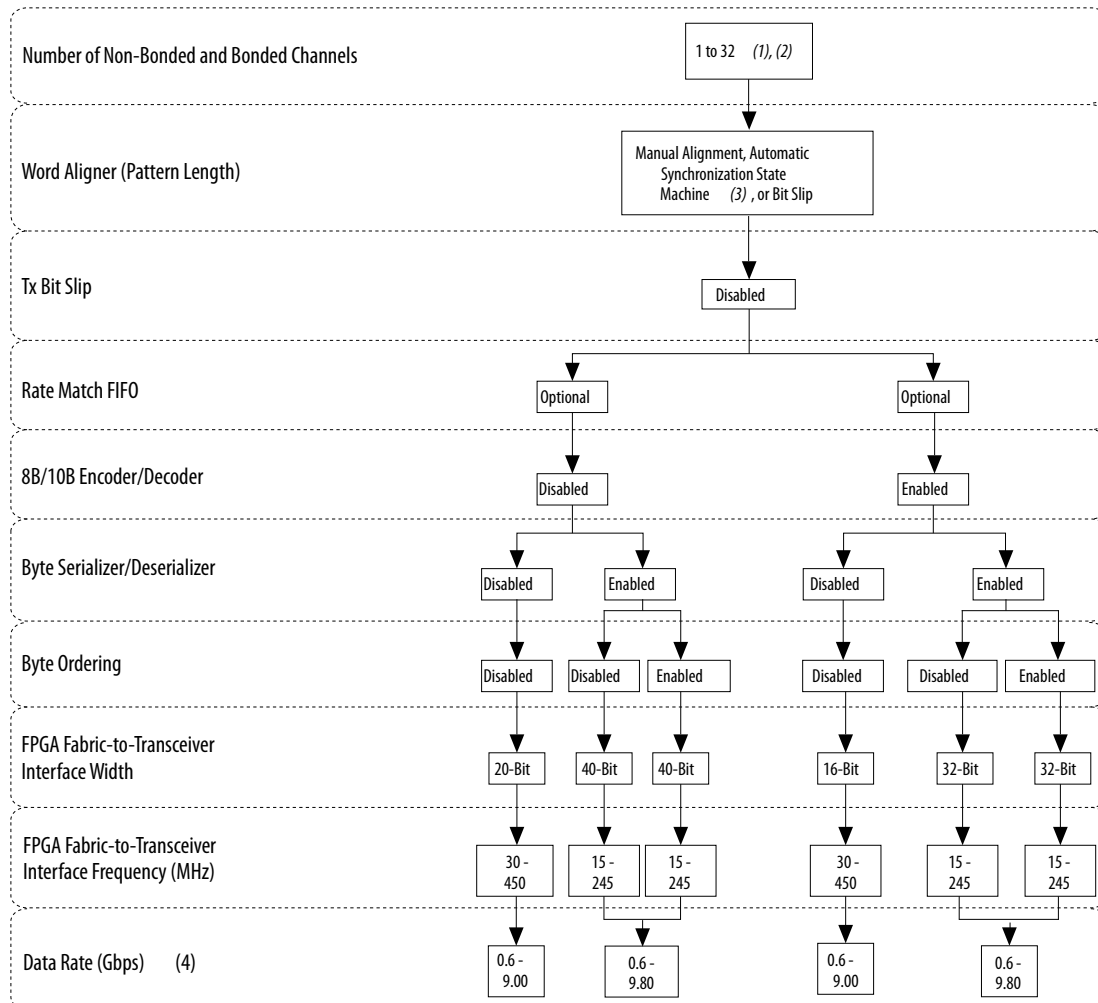 Number of Non-Bonded and Bonded Channels
1 to 32 (1), (2)
Word Aligner (Pattern Length)
Manual Alignment, Automatic
Synchronization State
Machine (3) , or Bit Slip
Tx Bit Slip
Disabled
Rate Match FIFO
Optional
Optional
8B/10B Encoder/Decoder
Disabled
Enabled
Byte Serializer/Deserializer
Disabled
Enabled
Disabled
Enabled
Byte Ordering
Disabled
Disabled
Enabled
Disabled
Disabled
Enabled
FPGA Fabric-to-Transceiver
Interface Width
20-Bit
40-Bit
40-Bit
16-Bit
32-Bit
32-Bit
FPGA Fabric-to-Transceiver
Interface Frequency (MHz)
30 -
450
15 -
245
15 -
245
30 -
450
15 -
245
15 -
245
Data Rate (Gbps) (4)
0.6 -
9.00
0.6 -
9.80
0.6 -
9.00
0.6 -
9.80